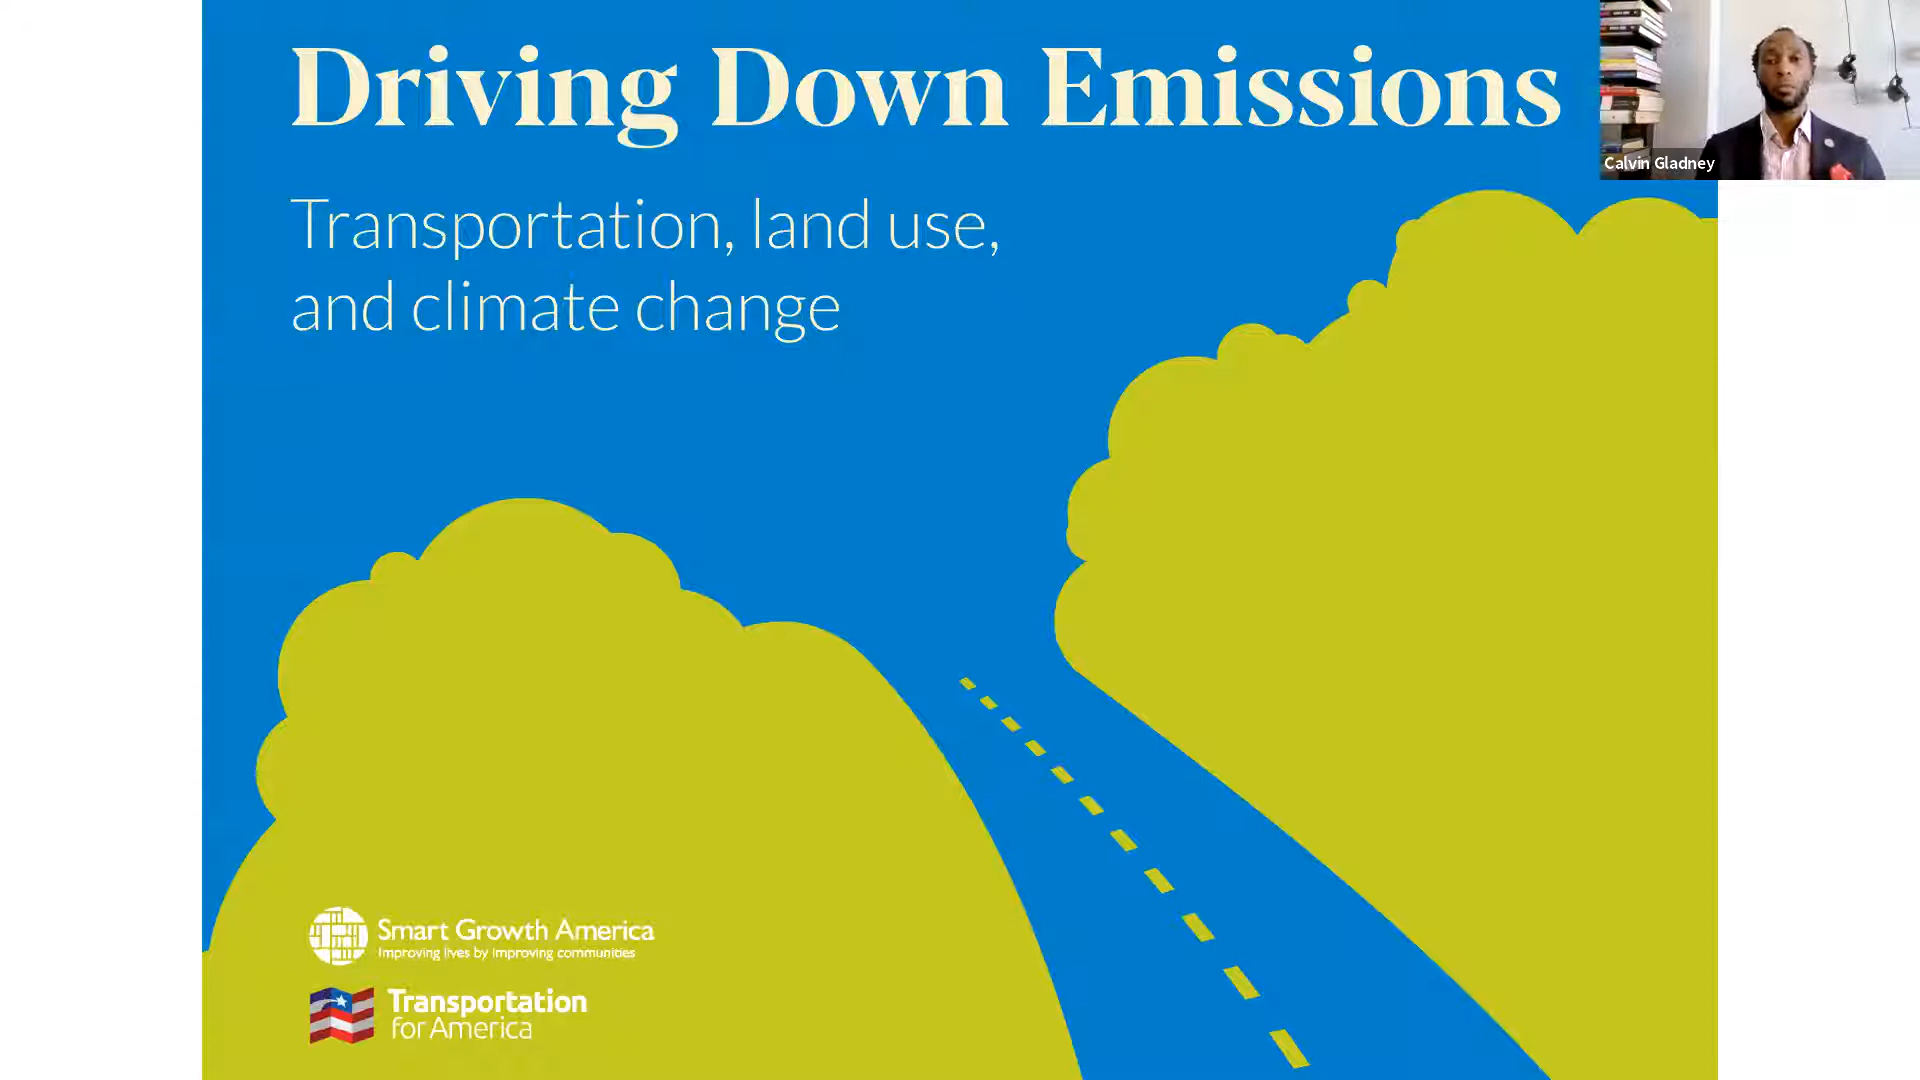 Driving Down Emissions
Transportation, land use,
and climate change
Calvin Gladney
Smart Growth America
Improving lives by improving communities
Transportation
for America